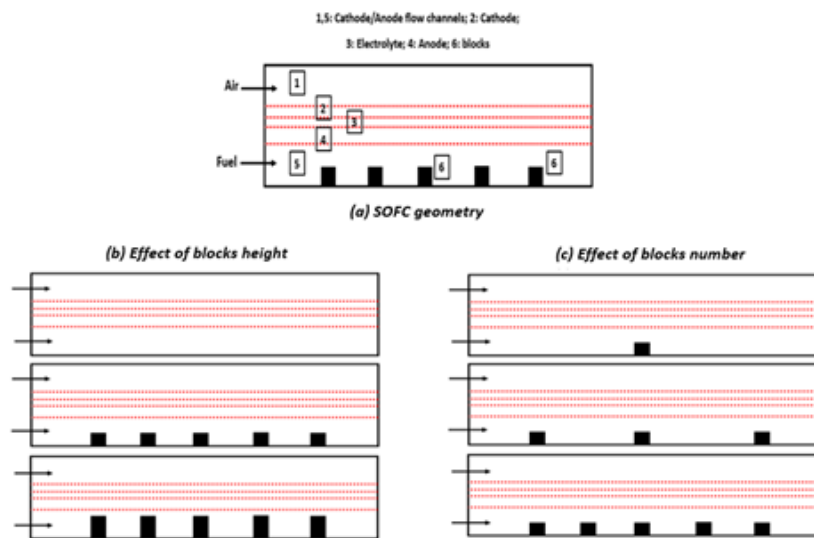 1,5: Cathode/Anode flow channels; 2: Cathode;
3: Electrolyte; 4: Anode; 6: blocks
Air
1
2
3
4
Fuel
5
6
6
(a) SOFC geometry
(b) Effect of blocks height
(c) Effect of blocks number